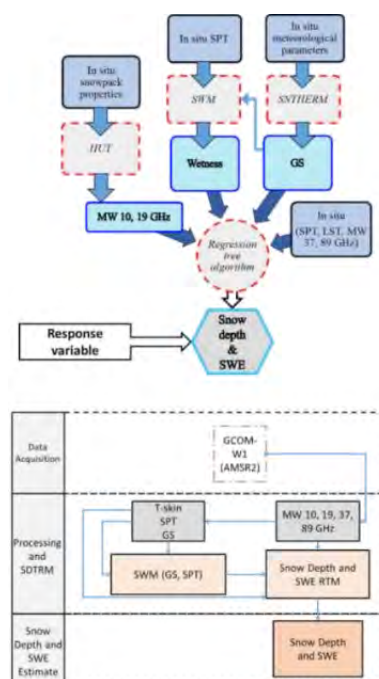 In situ SPT
In situ
meteorological
parameters
In situ
snowpack
properties
SWM
SNTHERM
HUT
Wetness
GS
MW 10, 19 GHz
Regression
tree
algorithm
In situ
(SPT, LST, MW
37, 89 GHz)
Response
variable
Snow
depth
&
SWE
Data
Acquisition
GCOM-
W1
(AMSR2)
Processing
and
SDTRM
T-skin
SPT
GS
MW 10, 19, 37,
89 GHz
SWM (GS, SPT)
Snow Depth and
SWE RTM
Snow
Depth and
SWE
Estimate
Snow Depth
and SWE